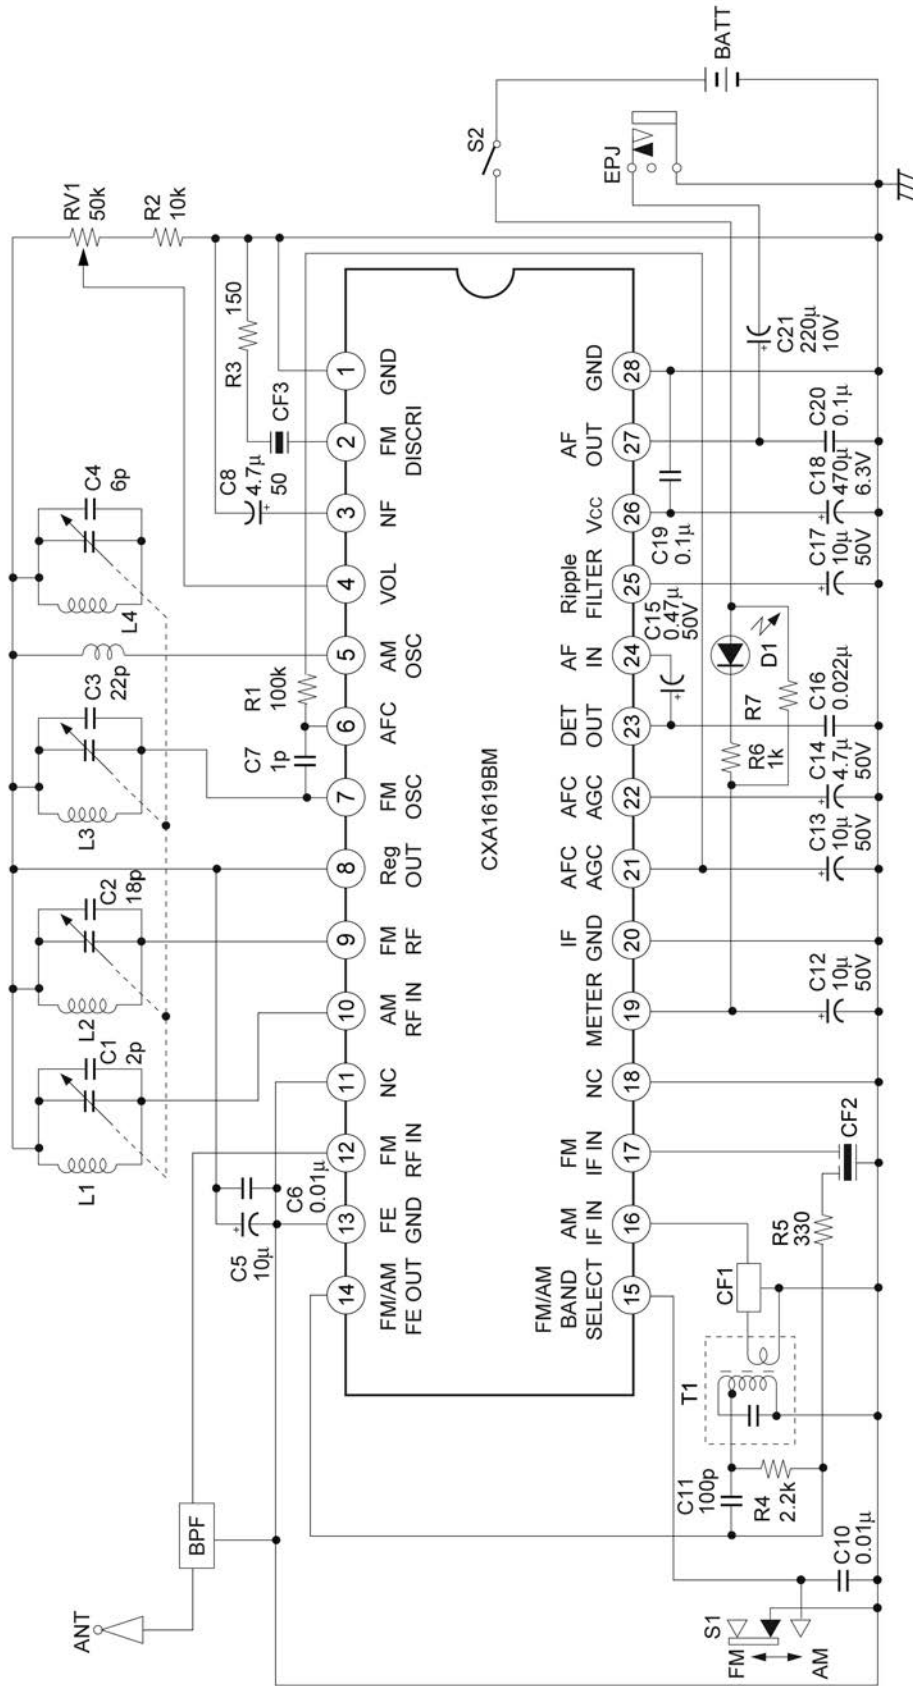 ANT
BPF
L1
C1
2p
L2
C2
18p
L3
C3
22p
L4
C4
6p
RV1
50k
R2
10k
C5
10μ
C6
0.01μ
C7
1p
R1
100k
C8
4.7μ
50
CF3
R3
150
14
13
12
11
10
9
8
7
6
5
4
3
2
1
FM/AM
FE OUT
FE
GND
FM
RF IN
NC
AM
RF IN
FM
RF
Reg
OUT
FM
OSC
AFC
AM
OSC
VOL
NF
FM
DISCRI
GND
CXA1619BM
FM/AM
BAND
SELECT
AM
IF IN
FM
IF IN
NC
METER
IF
GND
AFC
AGC
AFC
AGC
DET
OUT
AF
IN
Ripple
FILTER
Vcc
AF
OUT
GND
15
16
17
18
19
20
21
22
23
24
25
26
27
28
S2
EPJ
BATT
T1
CF1
C11
100p
R4
2.2k
R5
330
CF2
R6
1k
R7
D1
C15
0.47μ
50V
C19
0.1μ
C21
220μ
10V
S1
FM
AM
C10
0.01μ
C12
10μ
50V
C13
10μ
50V
C14
4.7μ
50V
C16
0.022μ
C17
10μ
50V
C18
470μ
6.3V
C20
0.1μ